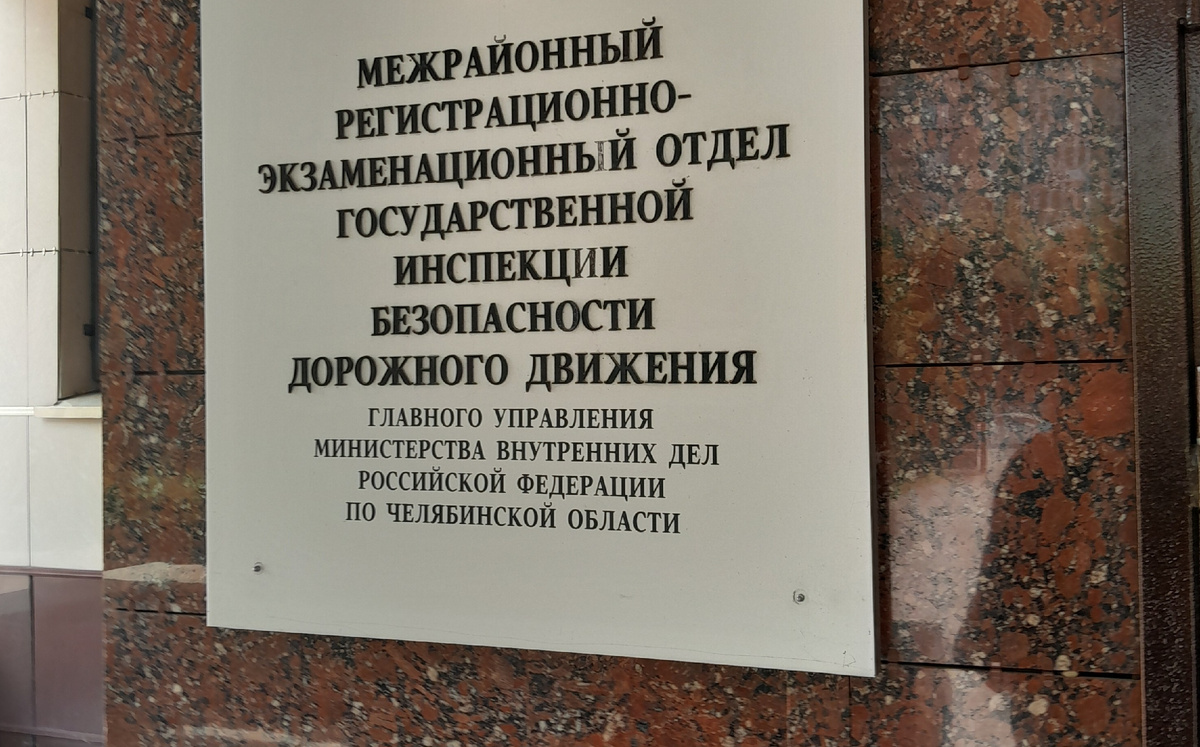 МЕЖРАЙОННЫЙ
РЕГИСТРАЦИОННО-
ЭКЗАМЕНАЦИОННЫЙ ОТДЕЛ
ГОСУДАРСТВЕННОЙ
ИНСПЕКЦИИ
БЕЗОПАСНОСТИ
ДОРОЖНОГО ДВИЖЕНИЯ
ГЛАВНОГО УПРАВЛЕНИЯ
МИНИСТЕРСТВА ВНУТРЕННИХ ДЕЛ
РОССИЙСКОЙ ФЕДЕРАЦИИ
ПО ЧЕЛЯБИНСКОЙ ОБЛАСТИ